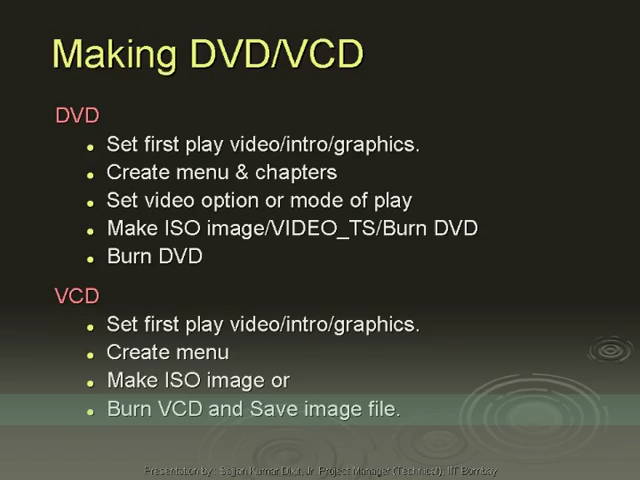 Making DVD/VCD
DVD
Set first play video/intro/graphics.
Create menu & chapters
Set video option or mode of play
Make ISO image/VIDEO_TS/Burn DVD
Burn DVD
VCD
Set first play video/intro/graphics.
Create menu
Make ISO image or
Burn VCD and Save image file.
Presentation by: Sajjan Kumar Dixit, Jr. Project Manager (Technical), IIT Bombay